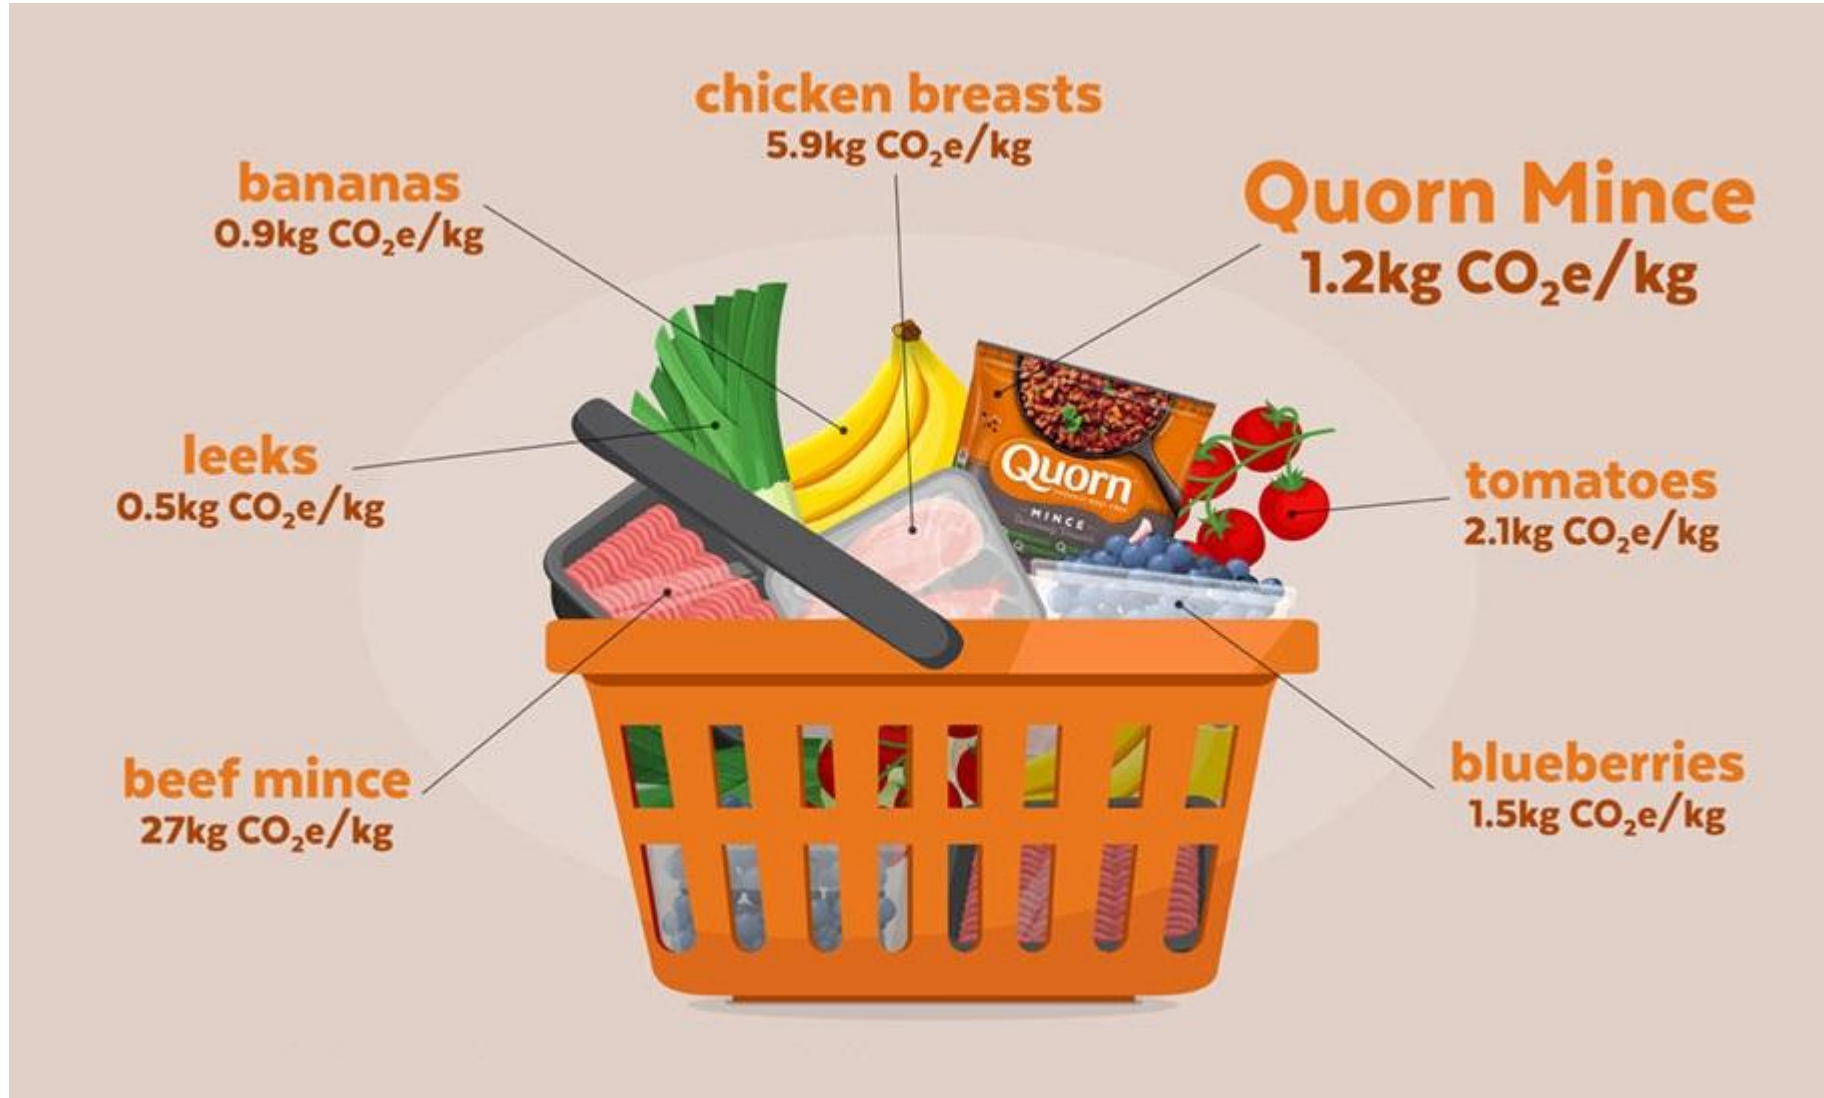 chicken breasts
5.9kg CO₂e/kg
bananas
0.9kg CO₂e/kg
Quorn Mince
1.2kg CO₂e/kg
leeks
0.5kg CO₂e/kg
Quorn
MINCE
tomatoes
2.1kg CO₂e/kg
beef mince
27kg CO₂e/kg
blueberries
1.5kg CO₂e/kg